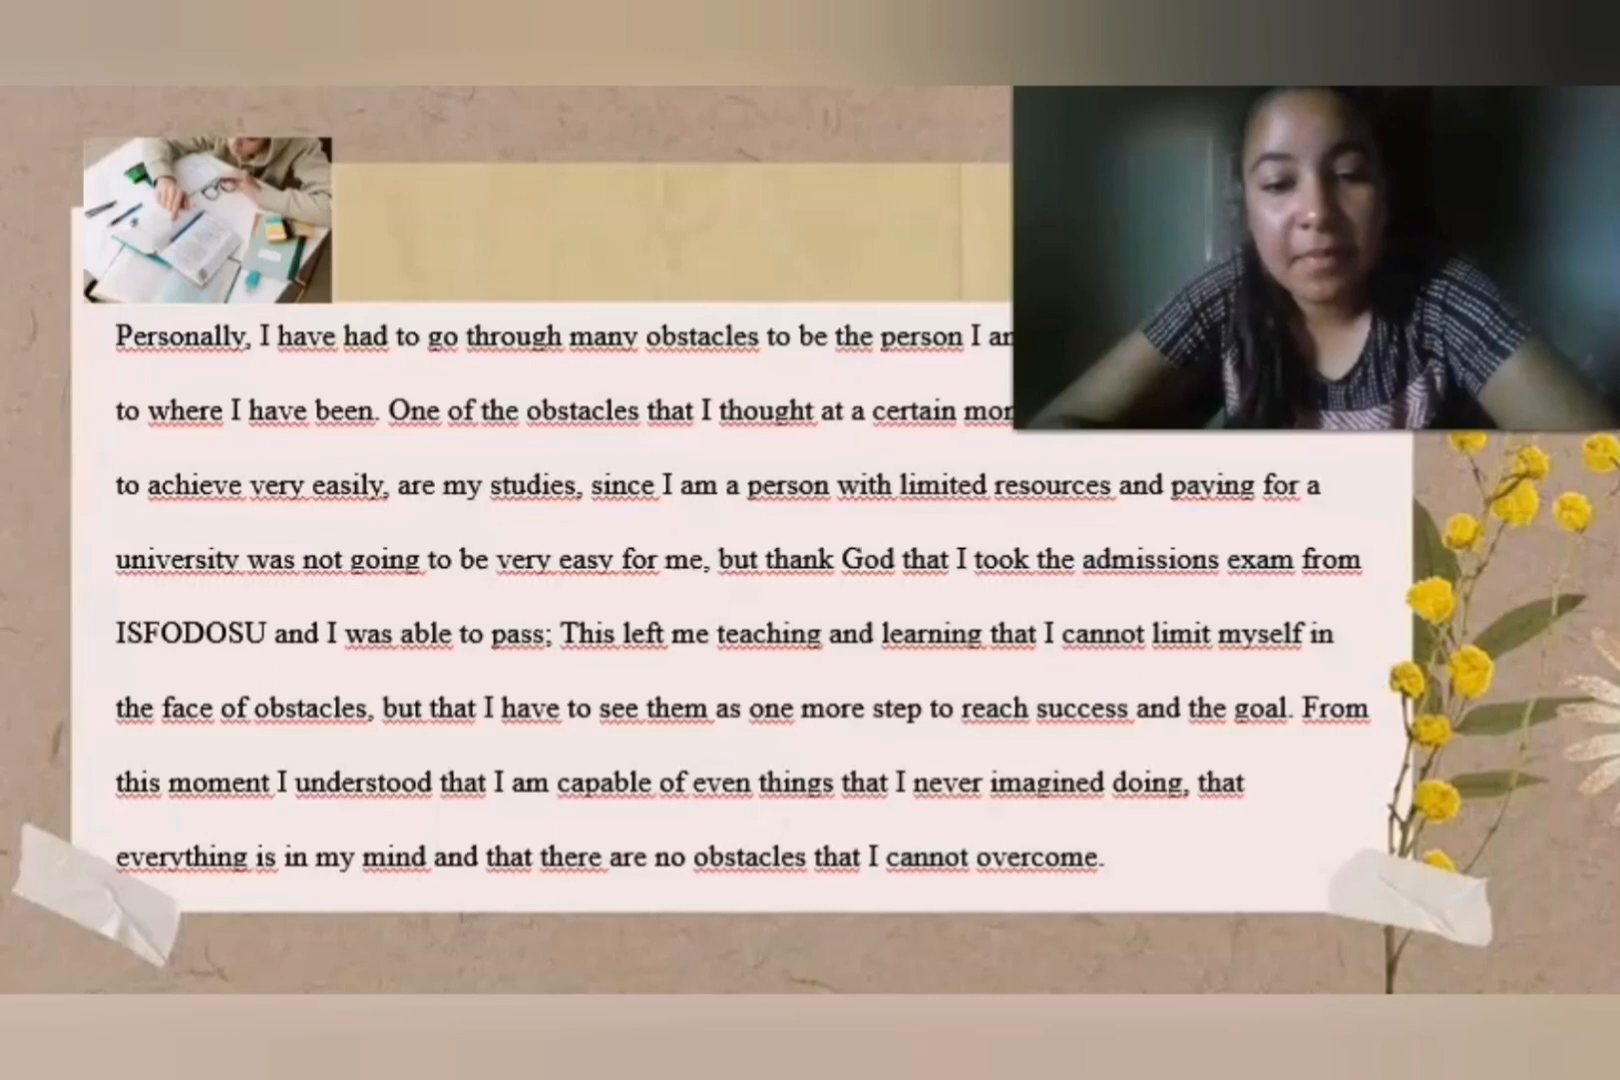 Personally, I have had to go through many obstacles to be the person I
to where I have been. One of the obstacles that I thought at a certain
to achieve very easily, are my studies, since I am a person with limited resources and paying for a
university was not going to be very easy for me, but thank God that I took the admissions exam from
ISFODOSU and I was able to pass; This left me teaching and learning that I cannot limit myself in
the face of obstacles, but that I have to see them as one more step to reach success and the goal. From
this moment I understood that I am capable of even things that I never imagined doing, that
everything is in my mind and that there are no obstacles that I cannot overcome.